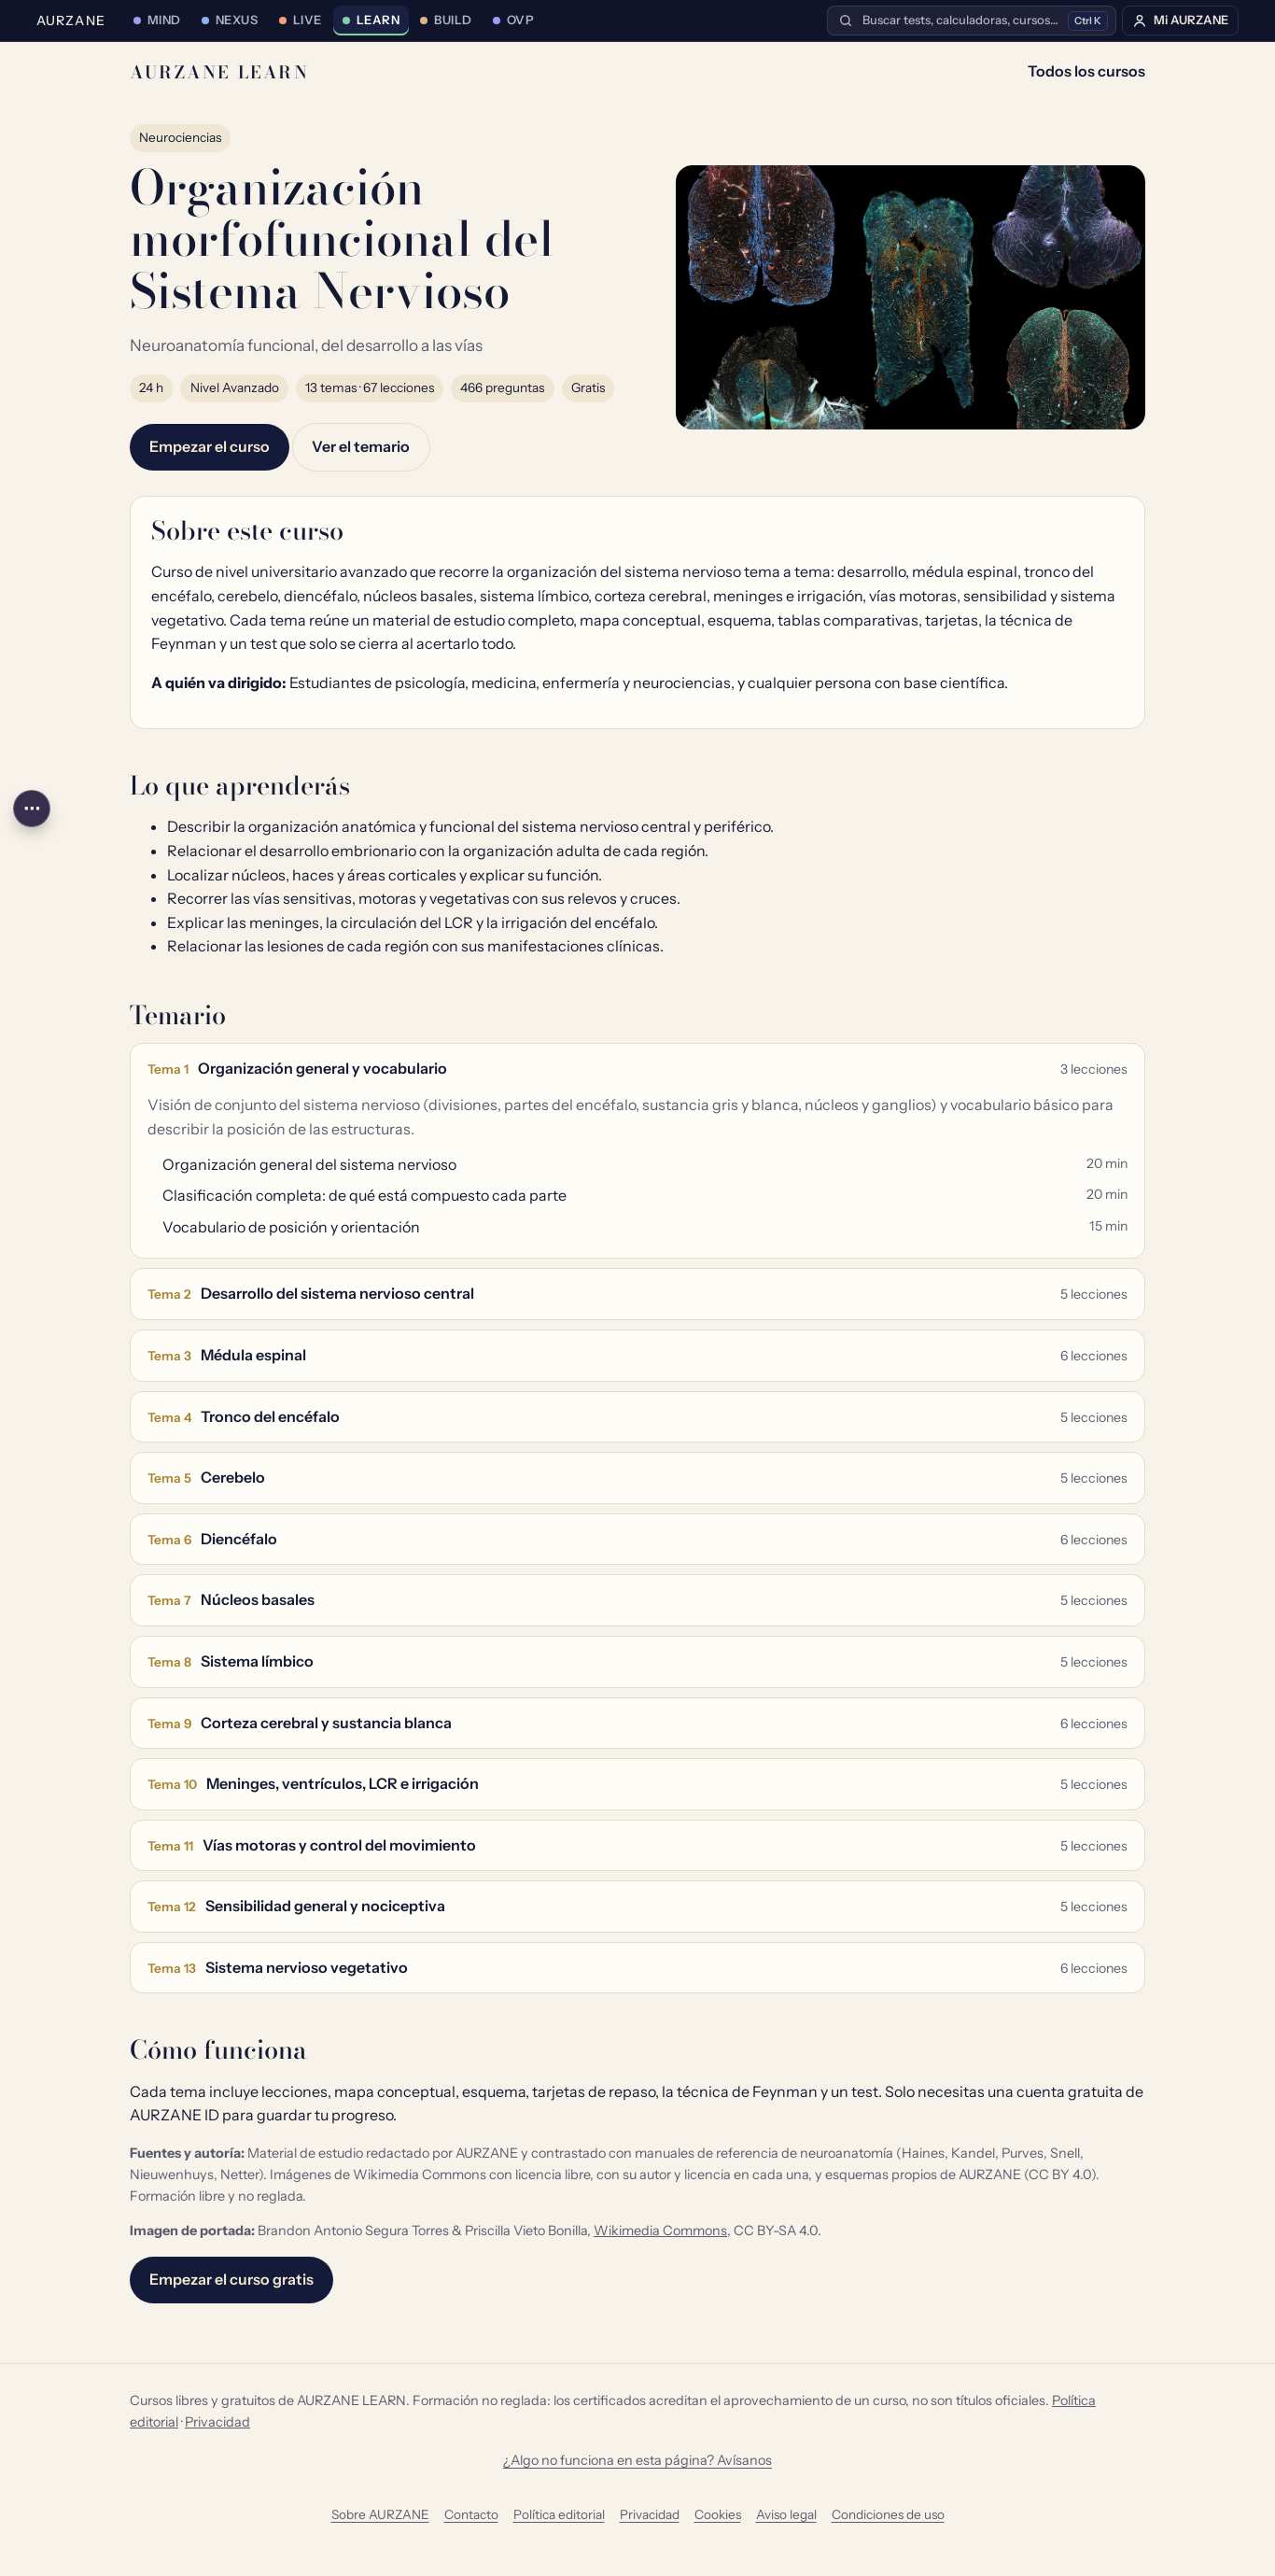 AURZANE MIND NEXUS LIVE LEARN BUILD OVP Buscar tests, calculadoras, cursos… Ctrl K Mi AURZANE
AURZANE LEARN Todos los cursos
Neurociencias
Organización
morfofuncional del
Sistema Nervioso
Neuroanatomía funcional, del desarrollo a las vías
24 h Nivel Avanzado 13 temas · 67 lecciones 466 preguntas Gratis
Empezar el curso Ver el temario
Sobre este curso
Curso de nivel universitario avanzado que recorre la organización del sistema nervioso tema a tema: desarrollo, médula espinal, tronco del
encéfalo, cerebelo, diencéfalo, núcleos basales, sistema límbico, corteza cerebral, meninges e irrigación, vías motoras, sensibilidad y sistema
vegetativo. Cada tema reúne un material de estudio completo, mapa conceptual, esquema, tablas comparativas, tarjetas, la técnica de
Feynman y un test que solo se cierra al acertarlo todo.
A quién va dirigido: Estudiantes de psicología, medicina, enfermería y neurociencias, y cualquier persona con base científica.
Lo que aprenderás
• Describir la organización anatómica y funcional del sistema nervioso central y periférico.
• Relacionar el desarrollo embrionario con la organización adulta de cada región.
• Localizar núcleos, haces y áreas corticales y explicar su función.
• Recorrer las vías sensitivas, motoras y vegetativas con sus relevos y cruces.
• Explicar las meninges, la circulación del LCR y la irrigación del encéfalo.
• Relacionar las lesiones de cada región con sus manifestaciones clínicas.
Temario
Tema 1 Organización general y vocabulario 3 lecciones
Visión de conjunto del sistema nervioso (divisiones, partes del encéfalo, sustancia gris y blanca, núcleos y ganglios) y vocabulario básico para
describir la posición de las estructuras.
Organización general del sistema nervioso 20 min
Clasificación completa: de qué está compuesto cada parte 20 min
Vocabulario de posición y orientación 15 min
Tema 2 Desarrollo del sistema nervioso central 5 lecciones
Tema 3 Médula espinal 6 lecciones
Tema 4 Tronco del encéfalo 5 lecciones
Tema 5 Cerebelo 5 lecciones
Tema 6 Diencéfalo 6 lecciones
Tema 7 Núcleos basales 5 lecciones
Tema 8 Sistema límbico 5 lecciones
Tema 9 Corteza cerebral y sustancia blanca 6 lecciones
Tema 10 Meninges, ventrículos, LCR e irrigación 5 lecciones
Tema 11 Vías motoras y control del movimiento 5 lecciones
Tema 12 Sensibilidad general y nociceptiva 5 lecciones
Tema 13 Sistema nervioso vegetativo 6 lecciones
Cómo funciona
Cada tema incluye lecciones, mapa conceptual, esquema, tarjetas de repaso, la técnica de Feynman y un test. Solo necesitas una cuenta gratuita de
AURZANE ID para guardar tu progreso.
Fuentes y autoría: Material de estudio redactado por AURZANE y contrastado con manuales de referencia de neuroanatomía (Haines, Kandel, Purves, Snell,
Nieuwenhuys, Netter). Imágenes de Wikimedia Commons con licencia libre, con su autor y licencia en cada una, y esquemas propios de AURZANE (CC BY 4.0).
Formación libre y no reglada.
Imagen de portada: Brandon Antonio Segura Torres & Priscilla Vieto Bonilla, Wikimedia Commons, CC BY-SA 4.0.
Empezar el curso gratis
Cursos libres y gratuitos de AURZANE LEARN. Formación no reglada: los certificados acreditan el aprovechamiento de un curso, no son títulos oficiales. Política
editorial · Privacidad
¿Algo no funciona en esta página? Avísanos
Sobre AURZANE Contacto Política editorial Privacidad Cookies Aviso legal Condiciones de uso